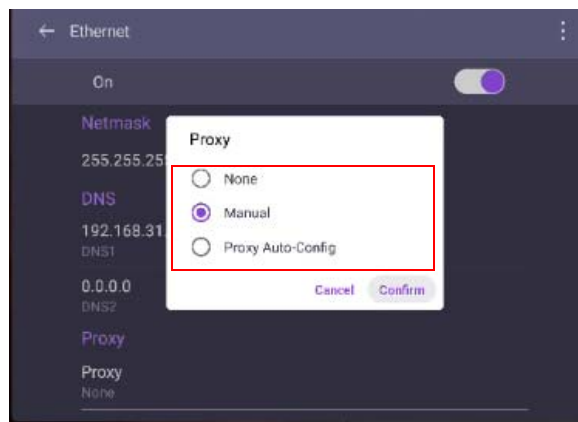 Ethernet
On
Netmask
255.255.25
DNS
192.168.31.
DNS1
0.0.0.0
DNS2
Proxy
Proxy
None
Proxy
None
Manual
Proxy Auto-Config
Cancel Confirm